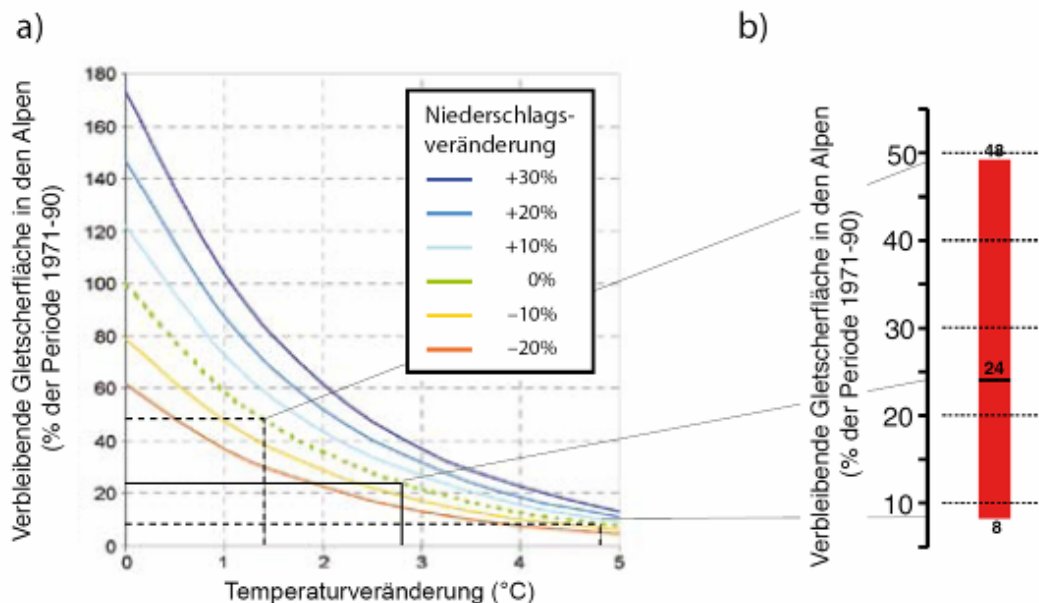 a)
Verbleibende Gletscherfläche in den Alpen
(% der Periode 1971-90)
180
160
140
120
100
80
60
40
20
0
0 1 2 3 4 5
Temperaturveränderung (°C)
Niederschlags-
veränderung
+30%
+20%
+10%
0%
–10%
–20%
b)
Verbleibende Gletscherfläche in den Alpen
(% der Periode 1971-90)
50
40
30
20
10
48
24
8